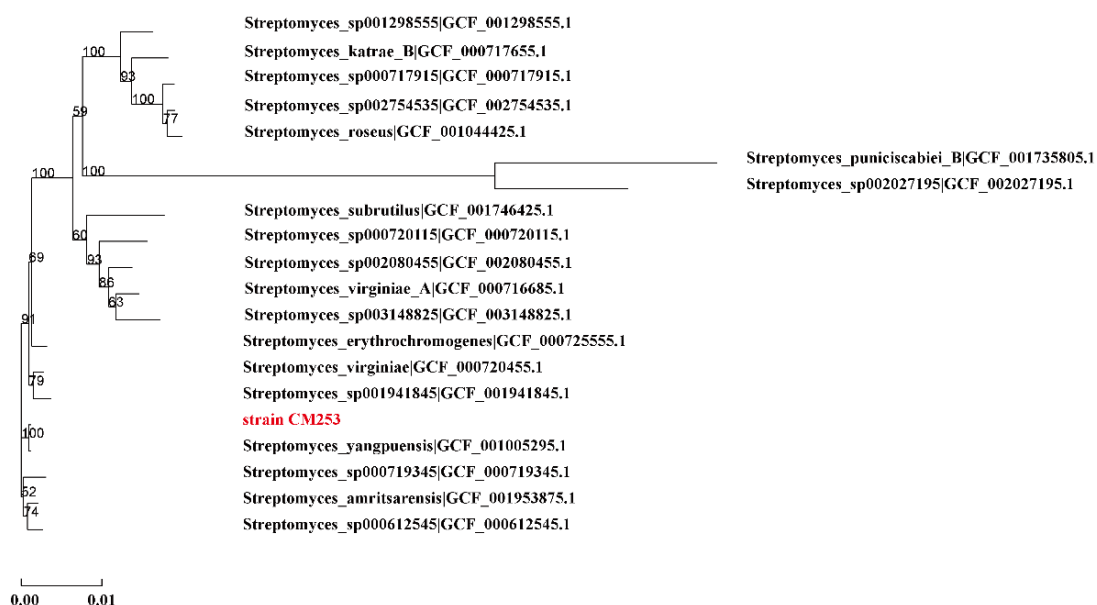 Streptomyces_sp001298555|GCF_001298555.1
100
Streptomyces_katrae_B|GCF_000717655.1
93
Streptomyces_sp000717915|GCF_000717915.1
100
Streptomyces_sp002754535|GCF_002754535.1
59
77
Streptomyces_roseus|GCF_001044425.1
Streptomyces_puniciscabiei_B|GCF_001735805.1
100
100
Streptomyces_sp002027195|GCF_002027195.1
Streptomyces_subrutilus|GCF_001746425.1
60
Streptomyces_sp000720115|GCF_000720115.1
69
93
Streptomyces_sp002080455|GCF_002080455.1
86
Streptomyces_virginiae_A|GCF_000716685.1
63
Streptomyces_sp003148825|GCF_003148825.1
91
Streptomyces_erythrochromogenes|GCF_000725555.1
Streptomyces_virginiae|GCF_000720455.1
79
Streptomyces_sp001941845|GCF_001941845.1
strain CM253
100
Streptomyces_yangpuensis|GCF_001005295.1
Streptomyces_sp000719345|GCF_000719345.1
52
Streptomyces_amritsarensis|GCF_001953875.1
74
Streptomyces_sp000612545|GCF_000612545.1
0.00 0.01